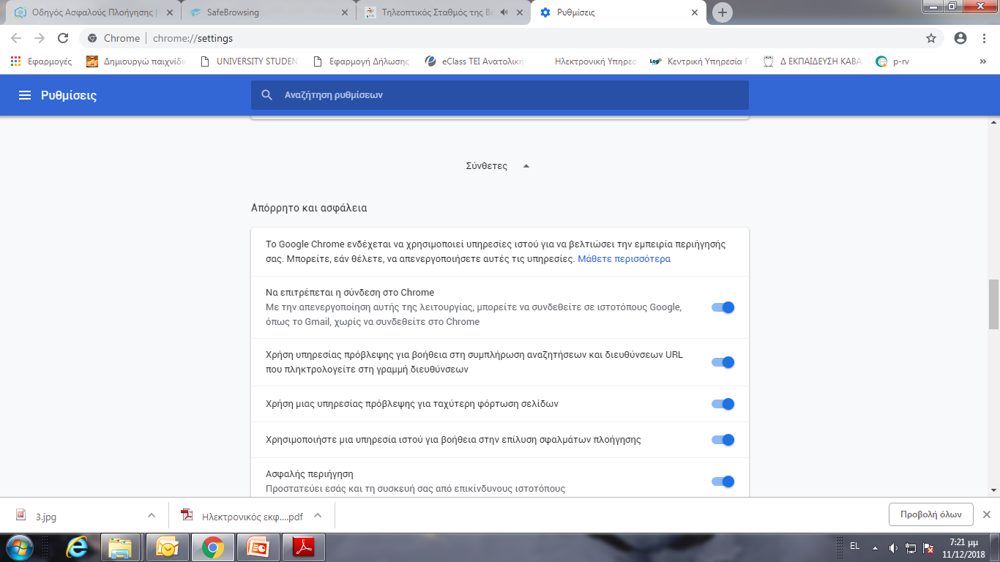 Οδηγός Ασφαλούς Πλοήγησης |
SafeBrowsing
Τηλεοπτικός Σταθμός της Βο
Ρυθμίσεις
Chrome | chrome://settings
Εφαρμογές
Δημιουργώ παιχνίδι
UNIVERSITY STUDEN
Εφαρμογή Δήλωσης
eClass ΤΕΙ Ανατολική
Ηλεκτρονική Υπηρεσ
Κεντρική Υπηρεσία Π
Δ ΕΚΠΑΙΔΕΥΣΗ ΚΑΒΑ
p-rv
»
Ρυθμίσεις
Αναζήτηση ρυθμίσεων
Σύνθετες
Απόρρητο και ασφάλεια
Το Google Chrome ενδέχεται να χρησιμοποιεί υπηρεσίες ιστού για να βελτιώσει την εμπειρία περιήγησής
σας. Μπορείτε, εάν θέλετε, να απενεργοποιήσετε αυτές τις υπηρεσίες. Μάθετε περισσότερα
Να επιτρέπεται η σύνδεση στο Chrome
Με την απενεργοποίηση αυτής της λειτουργίας, μπορείτε να συνδεθείτε σε ιστοτόπους Google,
όπως το Gmail, χωρίς να συνδεθείτε στο Chrome
Χρήση υπηρεσίας πρόβλεψης για βοήθεια στη συμπλήρωση αναζητήσεων και διευθύνσεων URL
που πληκτρολογείτε στη γραμμή διευθύνσεων
Χρήση μιας υπηρεσίας πρόβλεψης για ταχύτερη φόρτωση σελίδων
Χρησιμοποιήστε μια υπηρεσία ιστού για βοήθεια στην επίλυση σφαλμάτων πλοήγησης
Ασφαλής περιήγηση
Προστατεύει εσάς και τη συσκευή σας από επικίνδυνους ιστοτόπους
3.jpg
Ηλεκτρονικός εκφ....pdf
Προβολή όλων
EL
7:21 μμ
11/12/2018